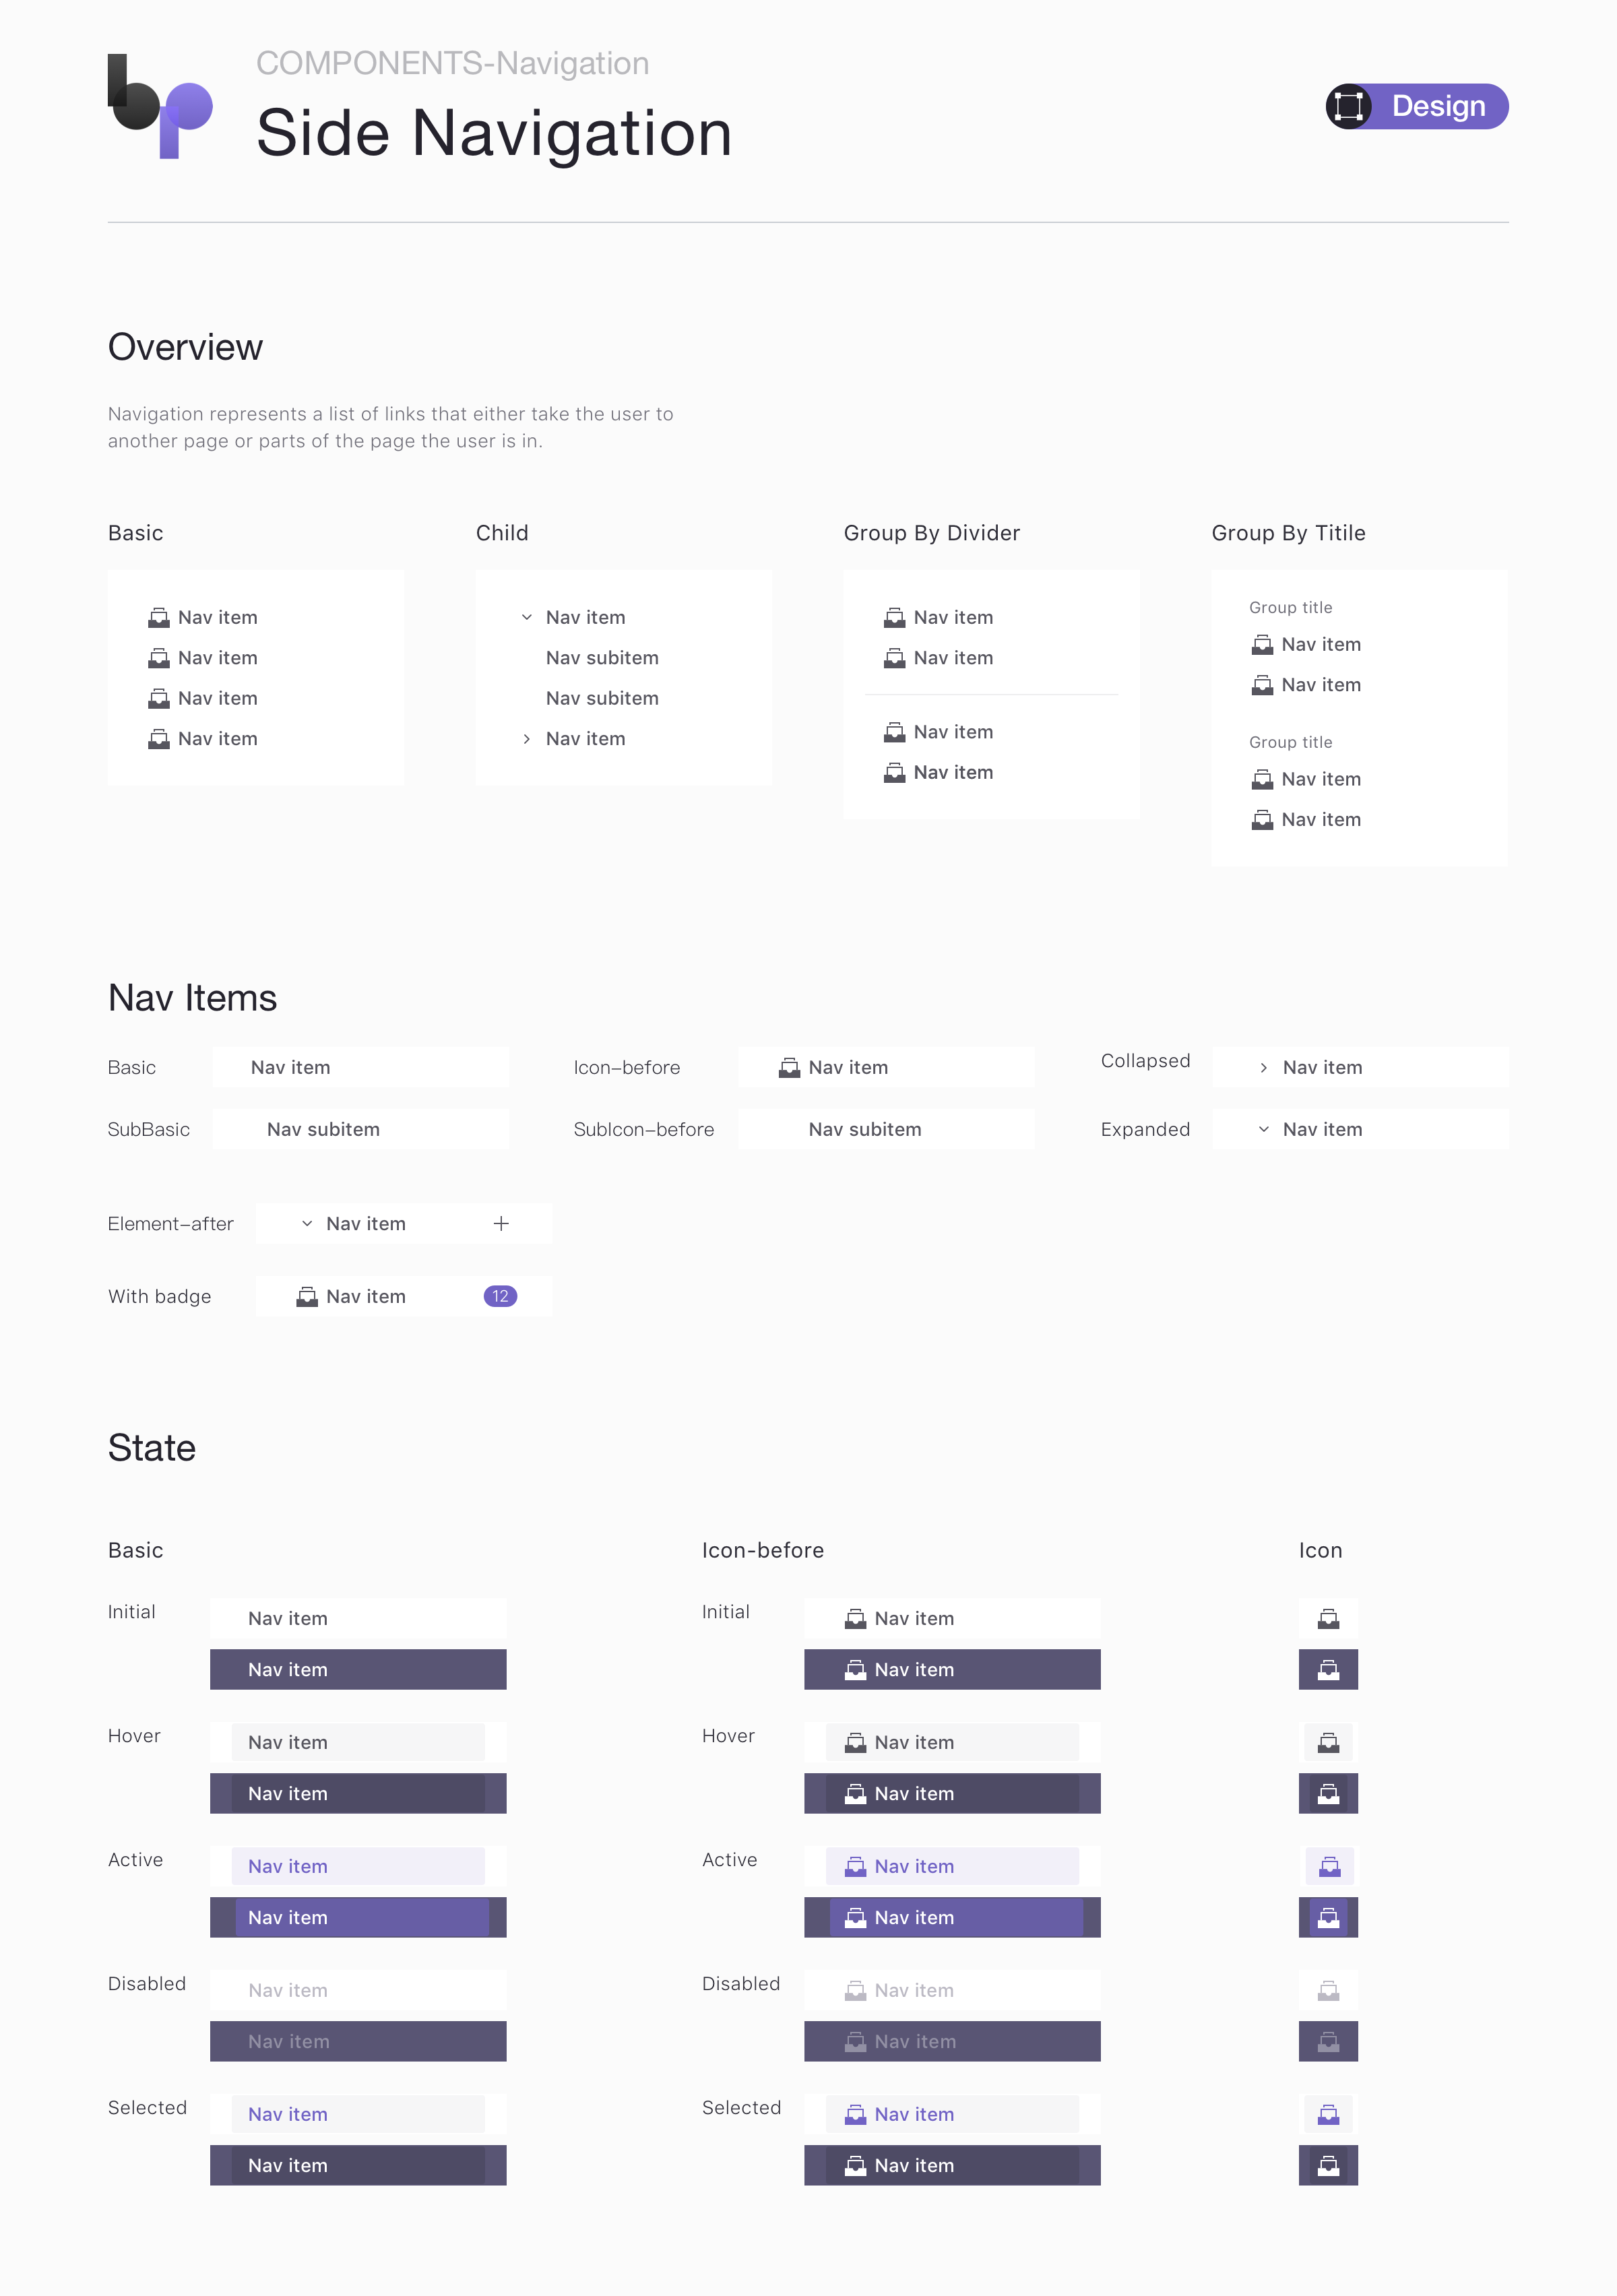 bp
COMPONENTS-Navigation
Side Navigation
Design
Overview
Navigation represents a list of links that either take the user to
another page or parts of the page the user is in.
Basic
Nav item
Nav item
Nav item
Nav item
Child
Nav item
Nav subitem
Nav subitem
Nav item
Group By Divider
Nav item
Nav item
Nav item
Nav item
Group By Titile
Group title
Nav item
Nav item
Group title
Nav item
Nav item
Nav Items
Basic
Nav item
Icon-before
Nav item
Collapsed
Nav item
SubBasic
Nav subitem
SubIcon-before
Nav subitem
Expanded
Nav item
Element-after
Nav item
With badge
Nav item
12
State
Basic
Initial
Nav item
Nav item
Hover
Nav item
Nav item
Active
Nav item
Nav item
Disabled
Nav item
Nav item
Selected
Nav item
Nav item
Icon-before
Initial
Nav item
Nav item
Hover
Nav item
Nav item
Active
Nav item
Nav item
Disabled
Nav item
Nav item
Selected
Nav item
Nav item
Icon